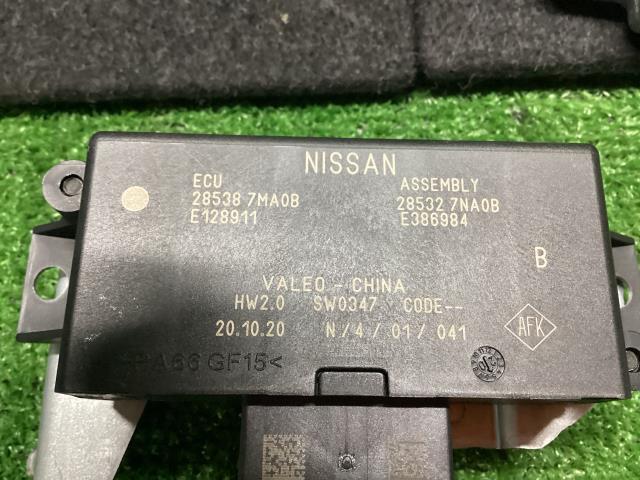 NISSAN
ECU
28538 7MA0B
E128911
ASSEMBLY
28532 7NA0B
E386984
B
VALEO - CHINA
HW2.0 SW0347 CODE--
20.10.20 N/4/01/041
AFK
A66 GF15<